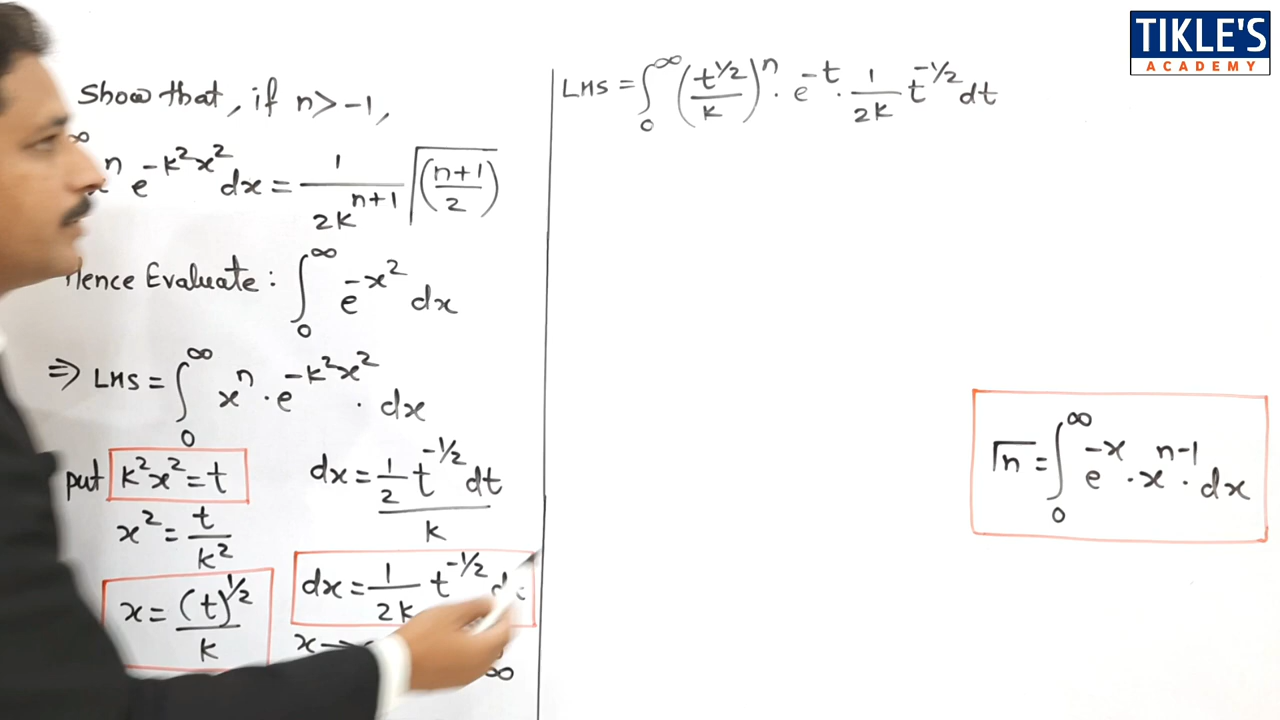 TIKLE'S
ACADEMY
Show that, if n > -1,
∞ n e^{-k²x²} dx = 1/(2k^{n+1}) Γ((n+1)/2)
Hence Evaluate: ∫₀^∞ e^{-x²} dx
⇒ LHS = ∫₀^∞ xⁿ · e^{-k²x²} · dx
put k²x² = t
x² = t/k²
x = (t)^{1/2}/k
dx = (1/2 t^{-1/2} dt)/k
dx = 1/(2k) t^{-1/2}
x →
∞
LHS = ∫₀^∞ (t^{1/2}/k)ⁿ · e^{-t} · 1/(2k) t^{-1/2} dt
Γn = ∫₀^∞ e^{-x} · x^{n-1} · dx